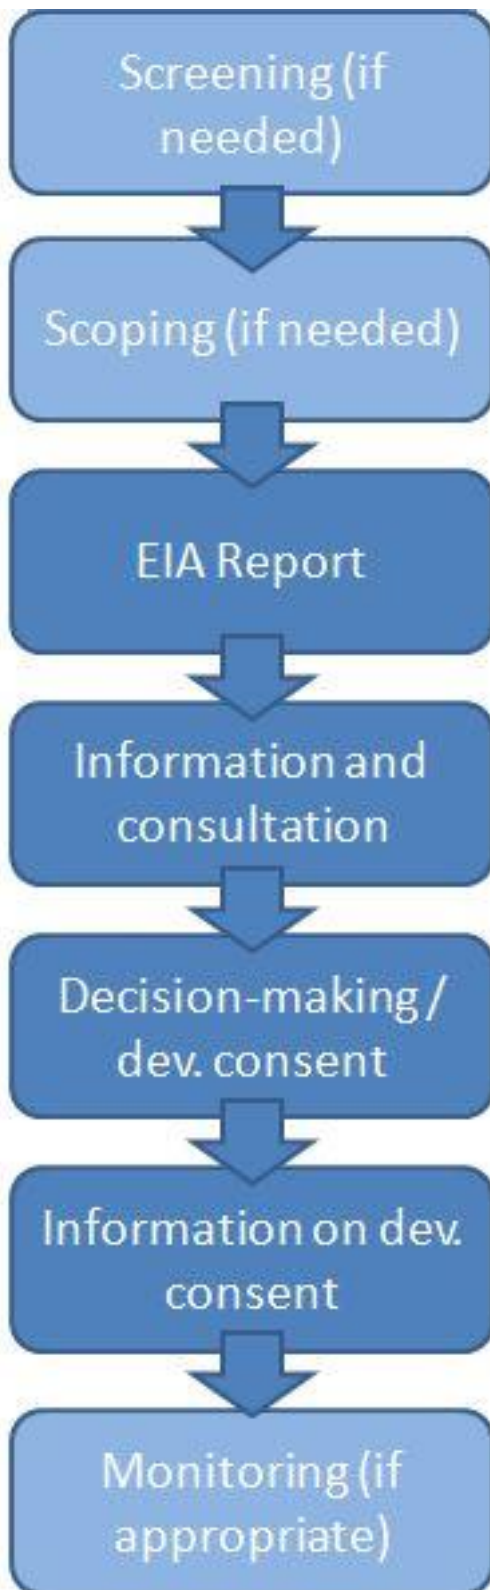 Screening (if
needed)
Scoping (if needed)
EIA Report
Information and
consultation
Decision-making /
dev. consent
Information on dev.
consent
Monitoring (if
appropriate)